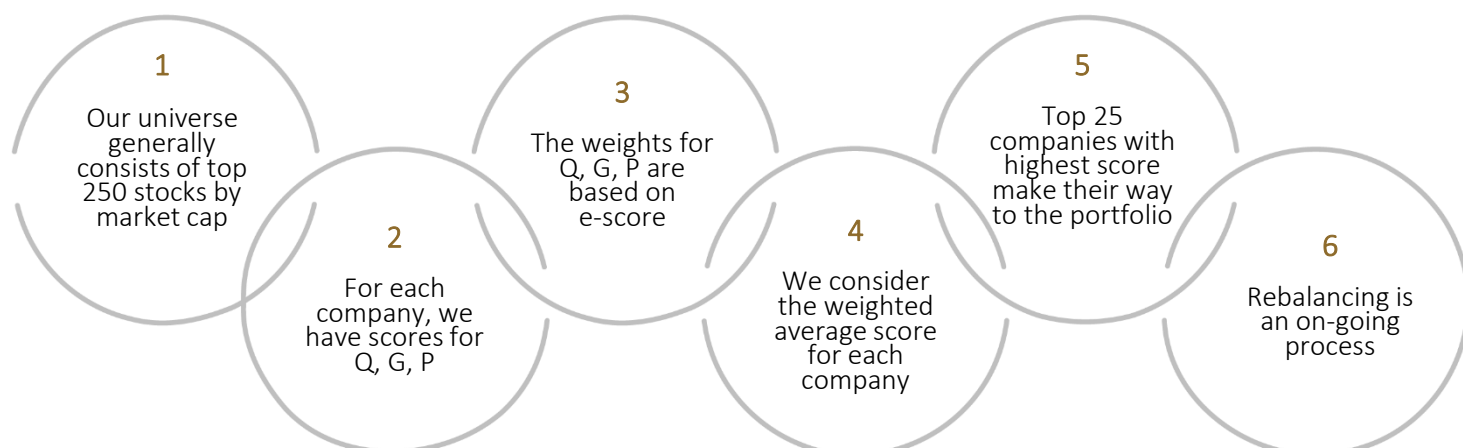 1
Our universe
generally
consists of top
250 stocks by
market cap
2
For each
company, we
have scores for
Q, G, P
3
The weights for
Q, G, P are
based on
e-score
4
We consider
the weighted
average score
for each
company
5
Top 25
companies with
highest score
make their way
to the portfolio
6
Rebalancing is
an on-going
process